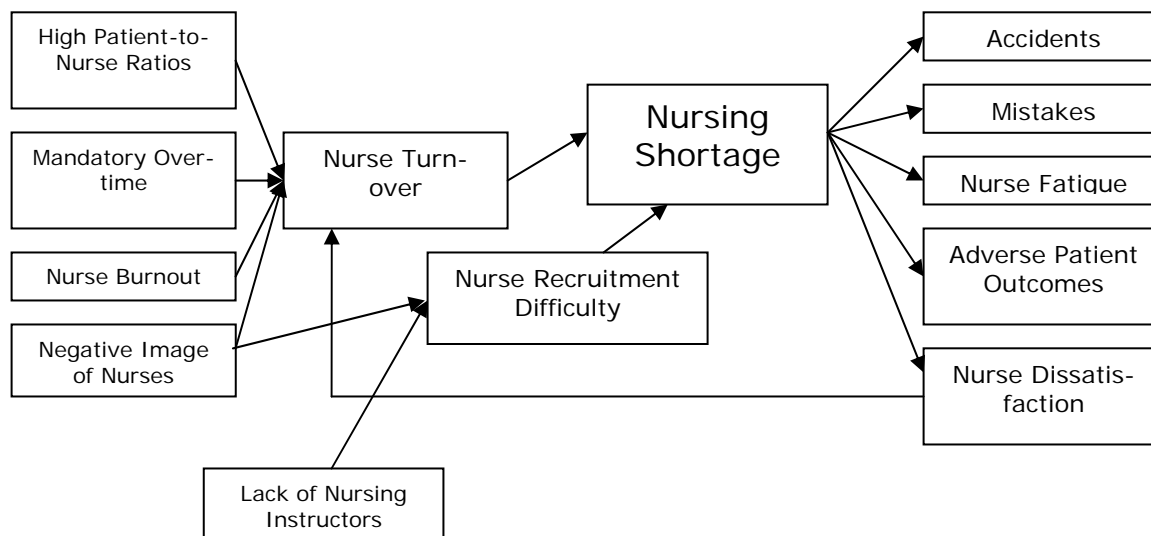 High Patient-to-
Nurse Ratios
Mandatory Over-
time
Nurse Burnout
Negative Image
of Nurses
Lack of Nursing
Instructors
Nurse Turn-
over
Nurse Recruitment
Difficulty
Nursing
Shortage
Accidents
Mistakes
Nurse Fatique
Adverse Patient
Outcomes
Nurse Dissatis-
faction